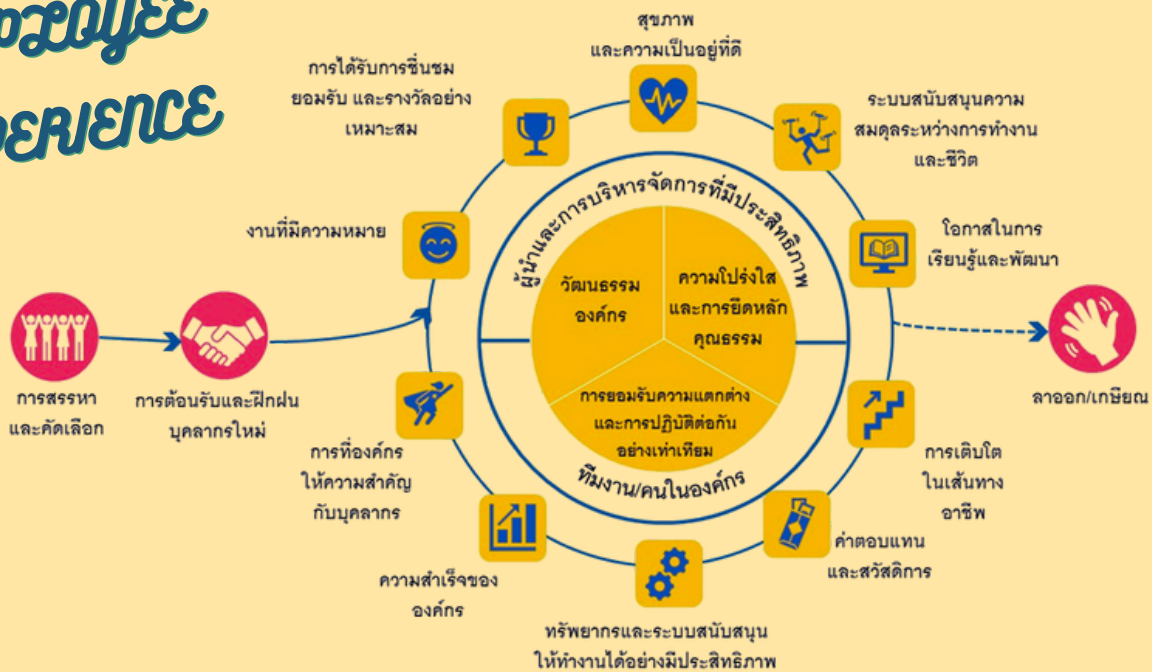 PLOYEE
PERIENCE
สุขภาพ
และความเป็นอยู่ที่ดี
การได้รับการชื่นชม
ยอมรับ และรางวัลอย่าง
เหมาะสม
ระบบสนับสนุนความ
สมดุลระหว่างการทำงาน
และชีวิต
งานที่มีความหมาย
โอกาสในการ
เรียนรู้และพัฒนา
ผู้นำและการบริหารจัดการที่มีประสิทธิภาพ
วัฒนธรรม
องค์กร
ความโปร่งใส
และการยึดหลัก
คุณธรรม
การยอมรับความแตกต่าง
และการปฏิบัติต่อกัน
อย่างเท่าเทียม
ทีมงาน/คนในองค์กร
การสรรหา
และคัดเลือก
การต้อนรับและฝึกฝน
บุคลากรใหม่
ลาออก/เกษียณ
การที่องค์กร
ให้ความสำคัญ
กับบุคลากร
การเติบโต
ในเส้นทาง
อาชีพ
ค่าตอบแทน
และสวัสดิการ
ความสำเร็จของ
องค์กร
ทรัพยากรและระบบสนับสนุน
ให้ทำงานได้อย่างมีประสิทธิภาพ